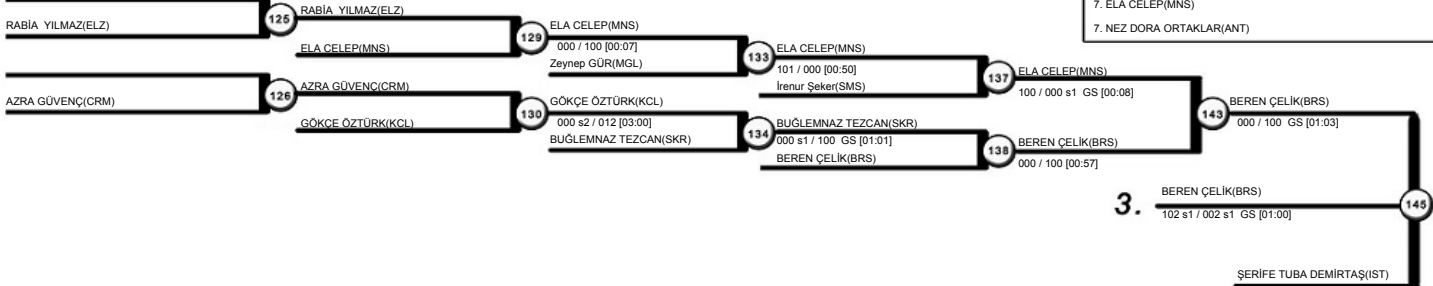 7. ELA CELEP(MNS)
7. NEZ DORA ORTAKLAR(ANT)
RABİA YILMAZ(ELZ)
125
RABİA YILMAZ(ELZ)
ELA CELEP(MNS)
129
ELA CELEP(MNS)
000 / 100 [00:07]
Zeynep GÜR(MGL)
133
ELA CELEP(MNS)
101 / 000 [00:50]
İrenur Şeker(SMS)
137
ELA CELEP(MNS)
100 / 000 s1 GS [00:08]
AZRA GÜVENÇ(CRM)
126
AZRA GÜVENÇ(CRM)
GÖKÇE ÖZTÜRK(KCL)
130
GÖKÇE ÖZTÜRK(KCL)
000 s2 / 012 [03:00]
BUĞLEMNAZ TEZCAN(SKR)
134
BUĞLEMNAZ TEZCAN(SKR)
000 s1 / 100 GS [01:01]
BEREN ÇELİK(BRS)
138
BEREN ÇELİK(BRS)
000 / 100 [00:57]
143
BEREN ÇELİK(BRS)
000 / 100 GS [01:03]
3.
BEREN ÇELİK(BRS)
102 s1 / 002 s1 GS [01:00]
145
ŞERİFE TUBA DEMİRTAŞ(IST)